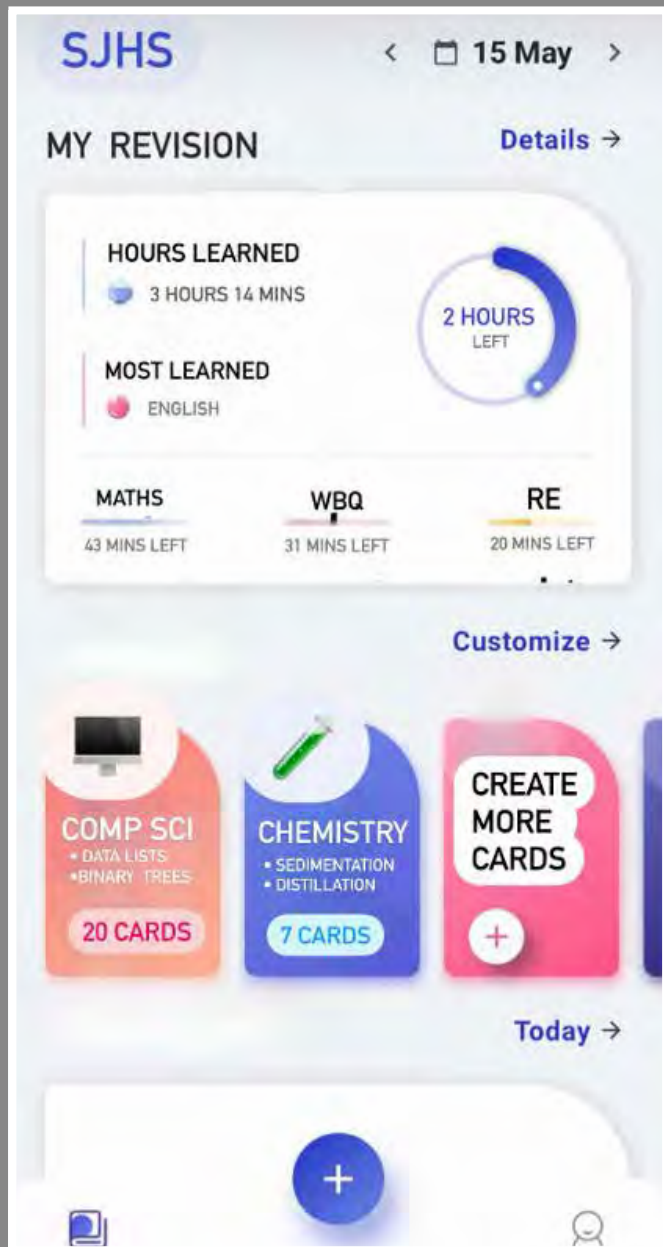 SJHS
15 May
MY REVISION
Details
HOURS LEARNED
3 HOURS 14 MINS
2 HOURS
LEFT
MOST LEARNED
ENGLISH
MATHS
WBQ
RE
43 MINS LEFT
31 MINS LEFT
20 MINS LEFT
Customize
COMP SCI
• DATA LISTS
•BINARY TREES
20 CARDS
CHEMISTRY
• SEDIMENTATION
• DISTILLATION
7 CARDS
CREATE
MORE
CARDS
Today